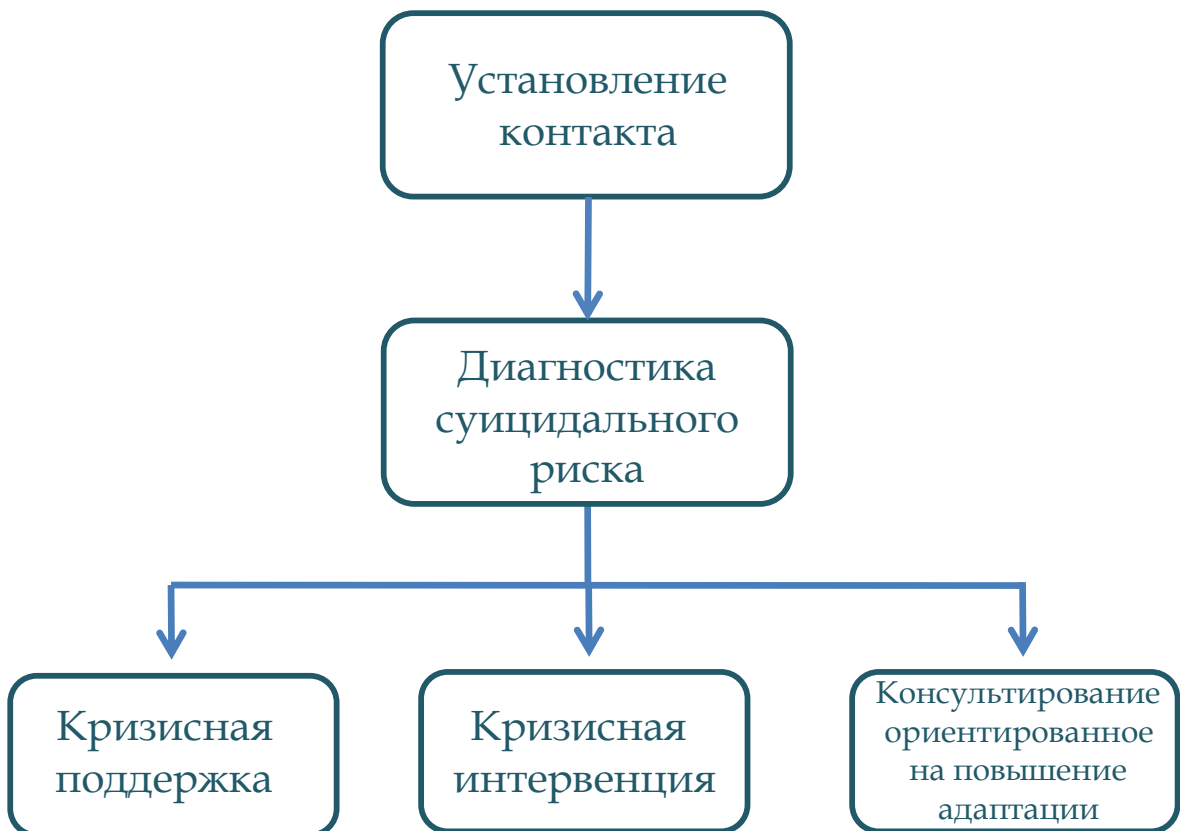 Установление
контакта
Диагностика
суицидального
риска
Кризисная
поддержка
Кризисная
интервенция
Консультирование
ориентированное
на повышение
адаптации